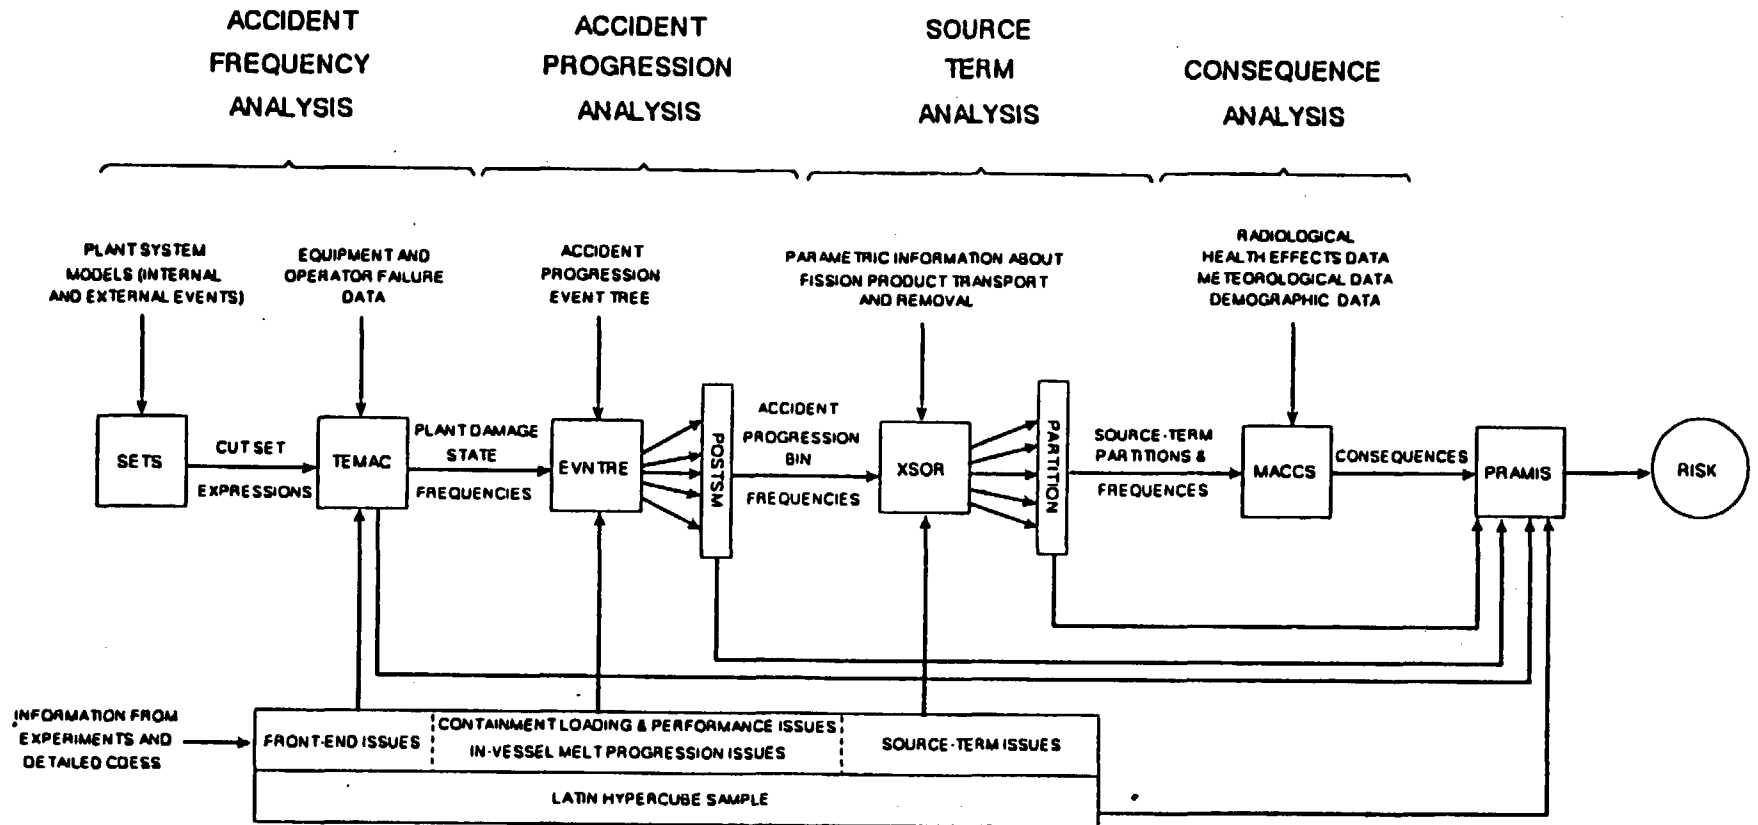 ACCIDENT
FREQUENCY
ANALYSIS
ACCIDENT
PROGRESSION
ANALYSIS
SOURCE
TERM
ANALYSIS
CONSEQUENCE
ANALYSIS
PLANT SYSTEM
MODELS (INTERNAL
AND EXTERNAL EVENTS)
EQUIPMENT AND
OPERATOR FAILURE
DATA
ACCIDENT
PROGRESSION
EVENT TREE
PARAMETRIC INFORMATION ABOUT
FISSION PRODUCT TRANSPORT
AND REMOVAL
RADIOLOGICAL
HEALTH EFFECTS DATA
METEOROLOGICAL DATA
DEMOGRAPHIC DATA
SETS
CUT SET
EXPRESSIONS
TEMAC
PLANT DAMAGE
STATE
FREQUENCIES
EVNTRE
POSTSM
ACCIDENT
PROGRESSION
BIN
FREQUENCIES
XSOR
PARTITION
SOURCE-TERM
PARTITIONS &
FREQUENCES
MACCS
CONSEQUENCES
PRAMIS
RISK
INFORMATION FROM
EXPERIMENTS AND
DETAILED CDESS
FRONT-END ISSUES
CONTAINMENT LOADING & PERFORMANCE ISSUES
IN-VESSEL MELT PROGRESSION ISSUES
SOURCE-TERM ISSUES
LATIN HYPERCUBE SAMPLE